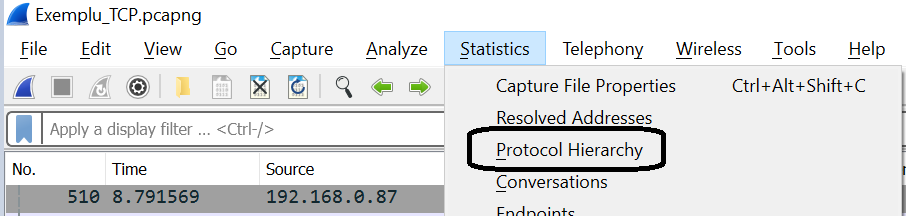 Exemplu_TCP.pcapng
File Edit View Go Capture Analyze Statistics Telephony Wireless Tools Help
Capture File Properties Ctrl+Alt+Shift+C
Resolved Addresses
Apply a display filter ... <Ctrl-/>
Protocol Hierarchy
No. Time Source
Conversations
510 8.791569 192.168.0.87
Endpoints